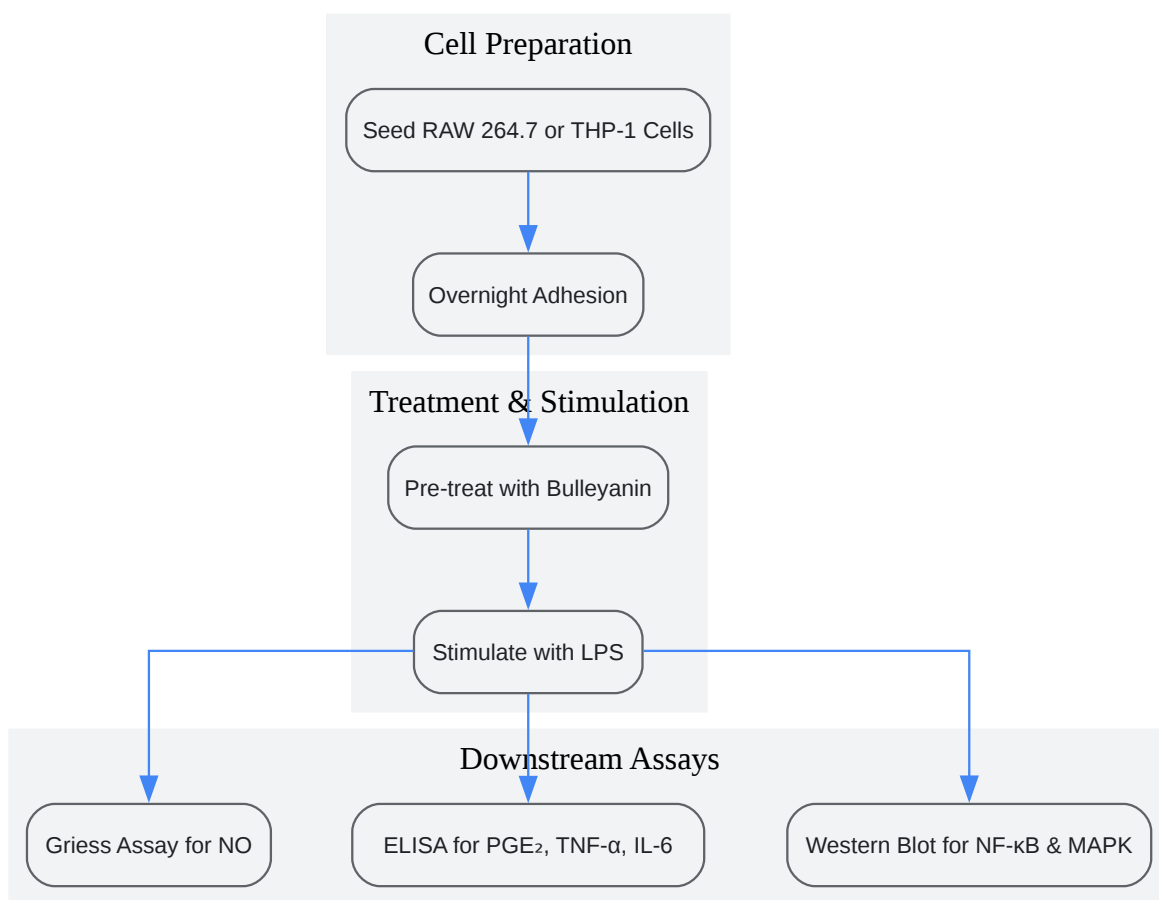 Cell Preparation
Seed RAW 264.7 or THP-1 Cells
Overnight Adhesion
Treatment & Stimulation
Pre-treat with Bulleyanin
Stimulate with LPS
Downstream Assays
Griess Assay for NO
ELISA for PGE₂, TNF-α, IL-6
Western Blot for NF-κB & MAPK